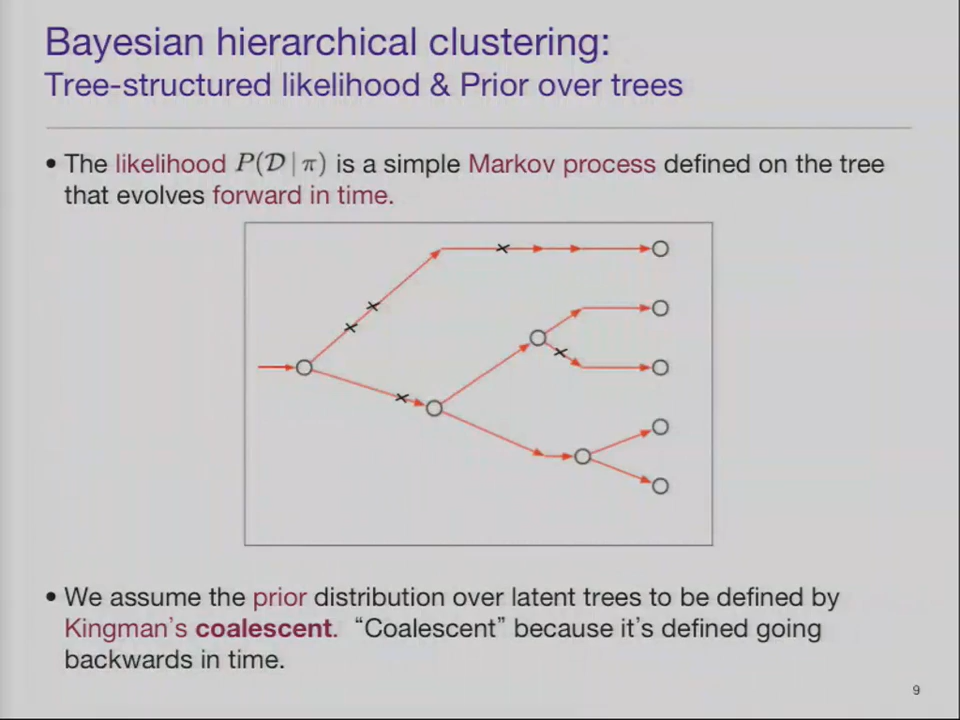 Bayesian hierarchical clustering:
Tree-structured likelihood & Prior over trees
• The likelihood P(𝒟 | π) is a simple Markov process defined on the tree
that evolves forward in time.
• We assume the prior distribution over latent trees to be defined by
Kingman's coalescent. “Coalescent” because it's defined going
backwards in time.
9